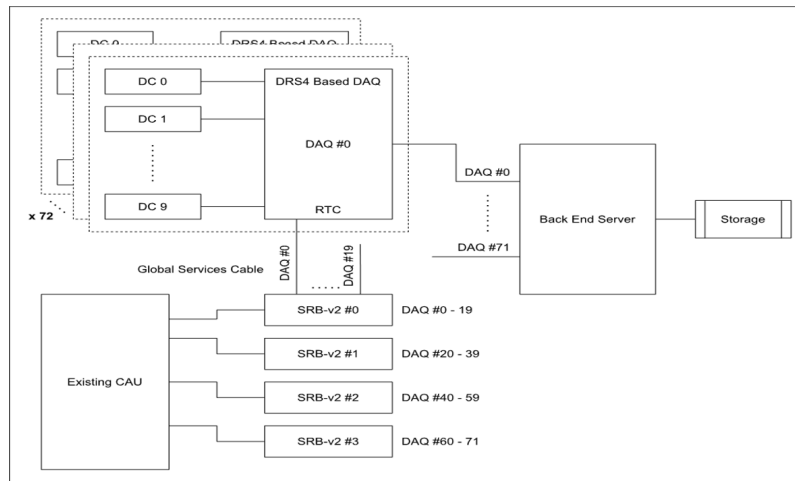 DC 0
DRS4 Based DAQ
DC 0
DRS4 Based DAQ
DC 1
DAQ #0
DC 9
RTC
x 72
DAQ #0
DAQ #71
Back End Server
Storage
Global Services Cable
DAQ #0
DAQ #19
Existing CAU
SRB-v2 #0
DAQ #0 - 19
SRB-v2 #1
DAQ #20 - 39
SRB-v2 #2
DAQ #40 - 59
SRB-v2 #3
DAQ #60 - 71